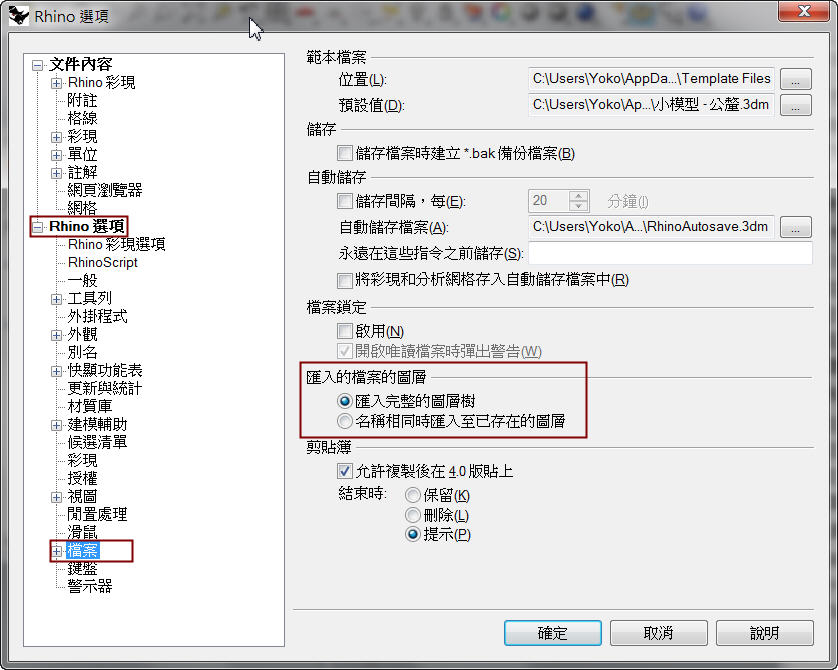 Rhino 選項
文件內容
Rhino 彩現
附註
格線
彩現
單位
註解
網頁瀏覽器
網格
Rhino 選項
Rhino 彩現選項
RhinoScript
一般
工具列
外掛程式
外觀
別名
快顯功能表
更新與統計
材質庫
建模輔助
候選清單
彩現
授權
視圖
閒置處理
滑鼠
檔案
鍵盤
警示器
範本檔案
位置(L): C:\Users\Yoko\AppDa...\Template Files ...
預設值(D): C:\Users\Yoko\Ap...\小模型 - 公釐.3dm ...
儲存
儲存檔案時建立 *.bak 備份檔案(B)
自動儲存
儲存間隔，每(E): 20 分鐘(I)
自動儲存檔案(A): C:\Users\Yoko\A...\RhinoAutosave.3dm ...
永遠在這些指令之前儲存(S):
將彩現和分析網格存入自動儲存檔案中(R)
檔案鎖定
啟用(N)
開啟唯讀檔案時彈出警告(W)
匯入的檔案的圖層
匯入完整的圖層樹
名稱相同時匯入至已存在的圖層
剪貼簿
允許複製後在 4.0 版貼上
結束時: 保留(K)
刪除(L)
提示(P)
確定 取消 說明